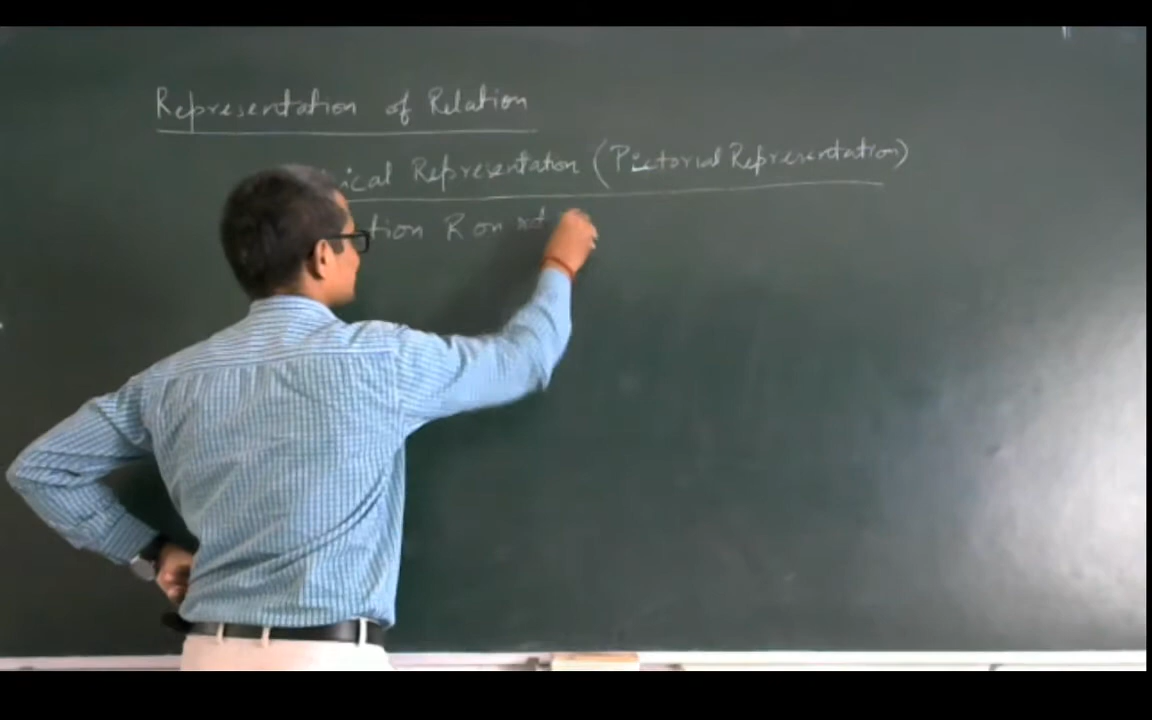 Representation of Relation
ical Representation (Pictorial Representation)
tion R on set